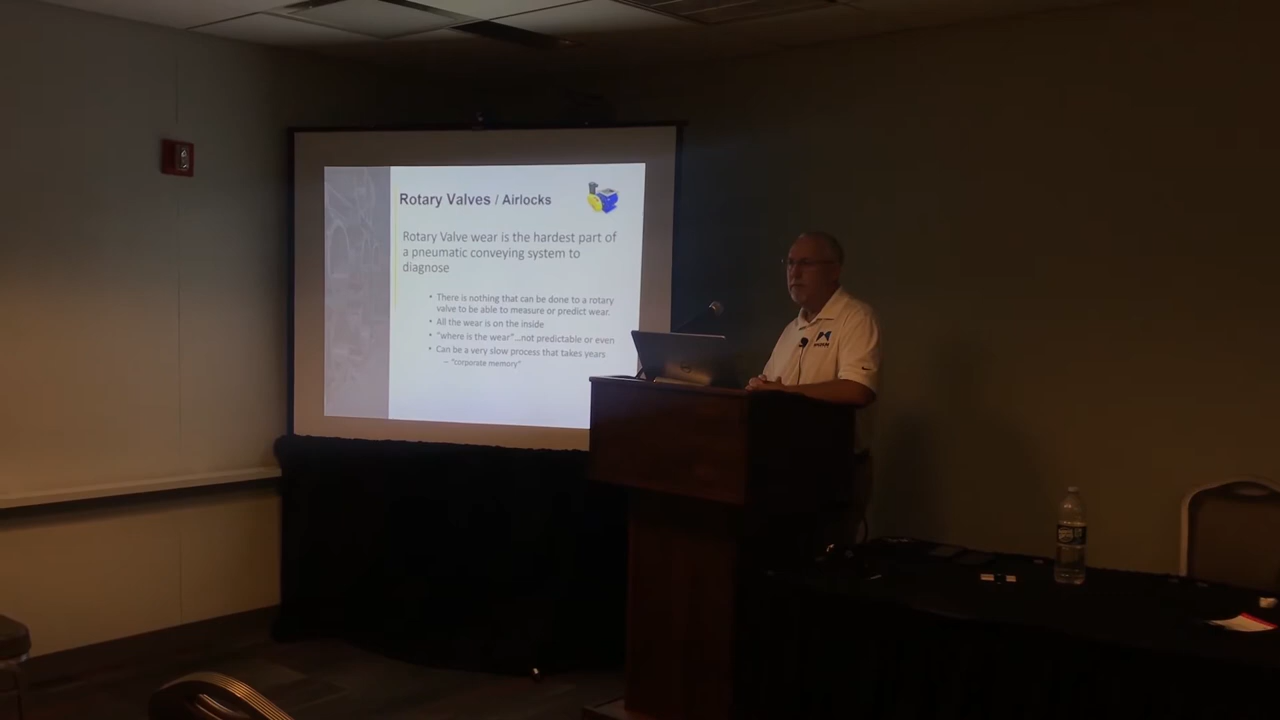 Rotary Valves / Airlocks
Rotary Valve wear is the hardest part of
a pneumatic conveying system to
diagnose
• There is nothing that can be done to a rotary
valve to be able to measure or predict wear.
• All the wear is on the inside
• “where is the wear”...not predictable or even
• Can be a very slow process that takes years
– “corporate memory”